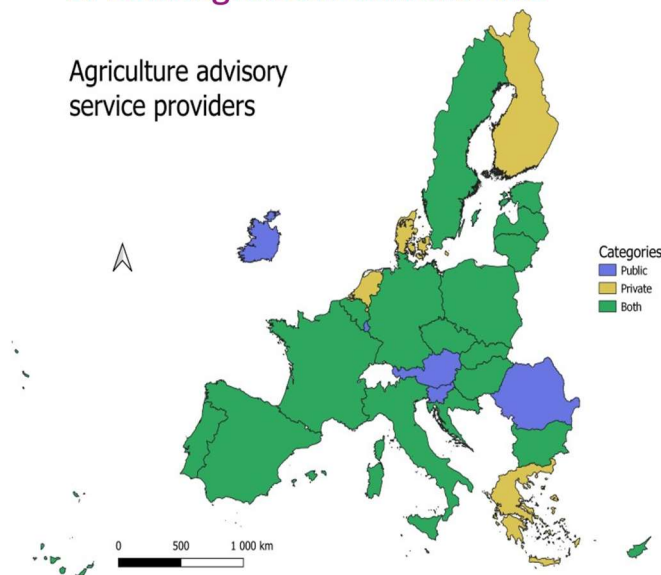 Agriculture advisory
service providers
Categories
Public
Private
Both
0 500 1 000 km